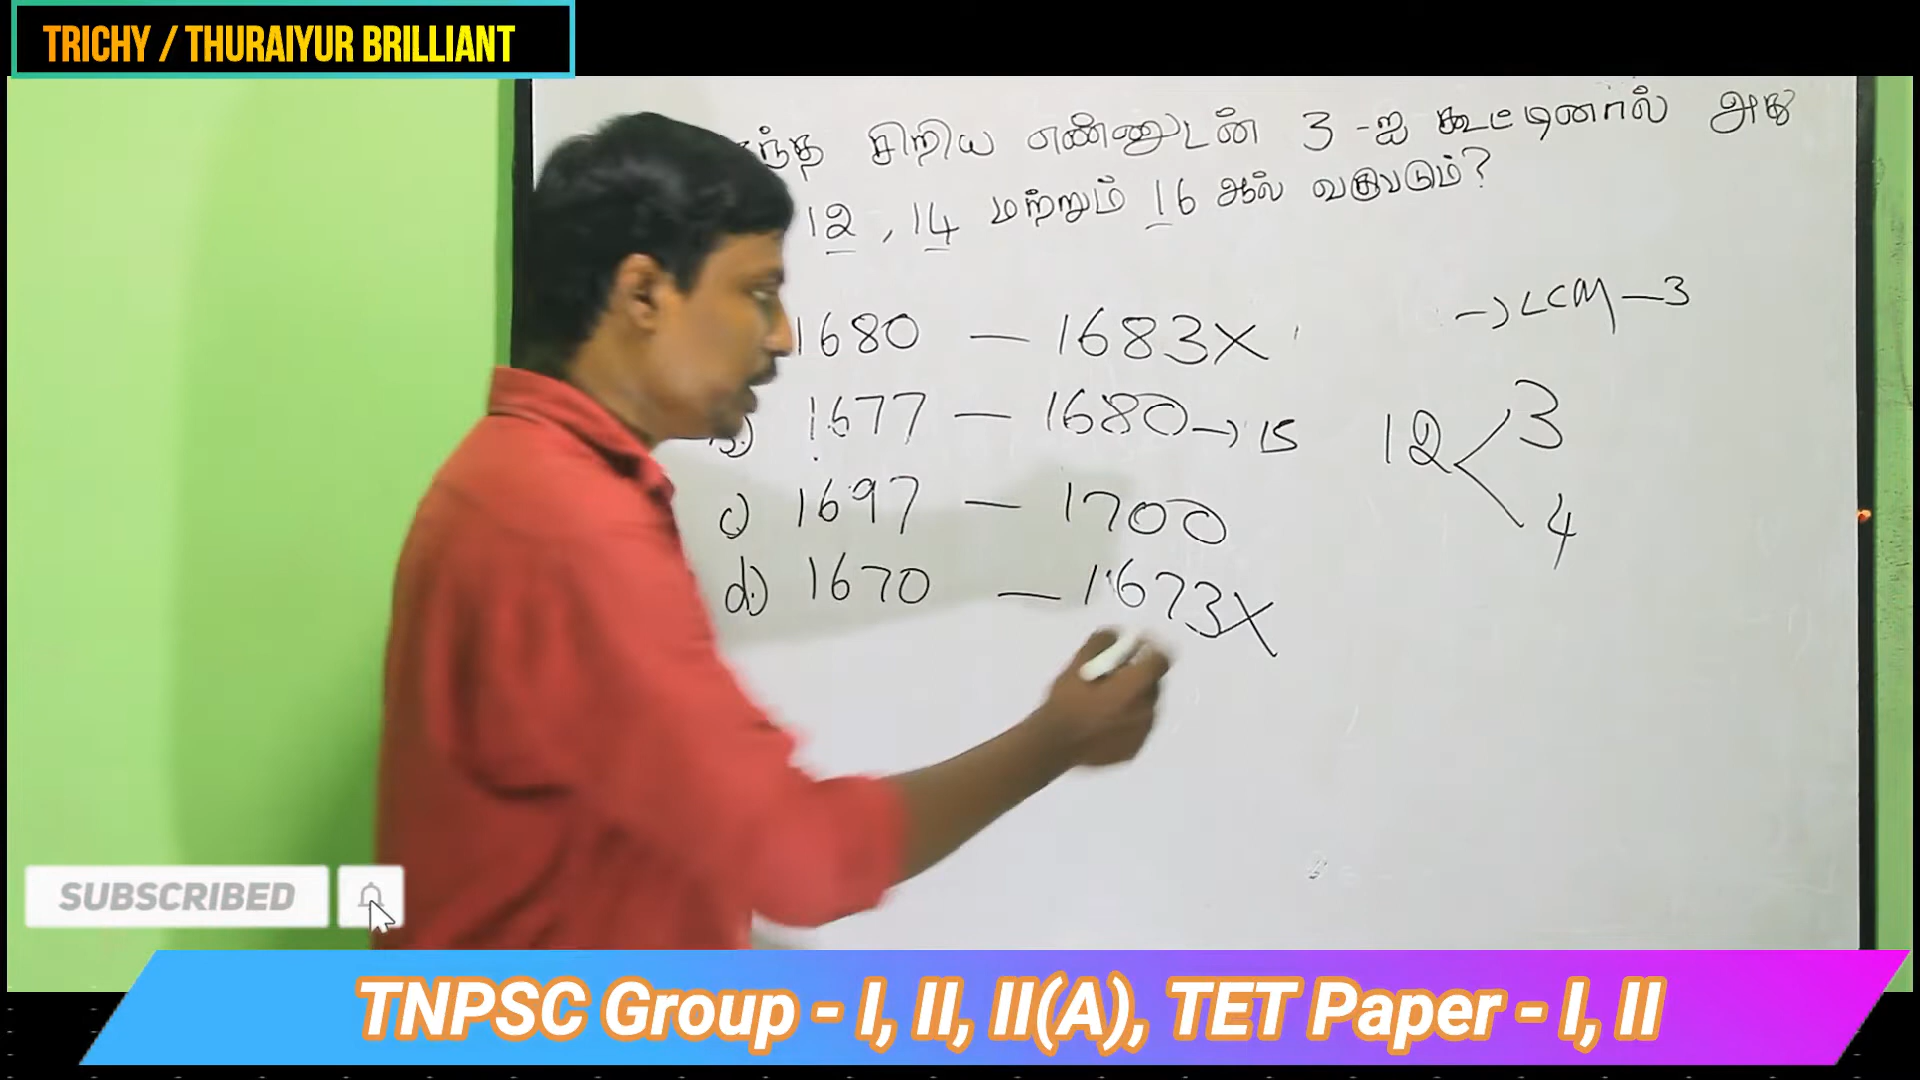 TRICHY / THURAIYUR BRILLIANT
சிறிய எண்ணுடன் 3 -ஐ கூட்டினால் அது
12 , 14 மற்றும் 16 ஆல் வகுபடும்?
→ LCM – 3
1680 — 1683X
1677 — 1680 → 15
12 < 3
4
c) 1697 — 1700
d) 1670 — 1673X
SUBSCRIBED
TNPSC Group - I, II, II(A), TET Paper - I, II